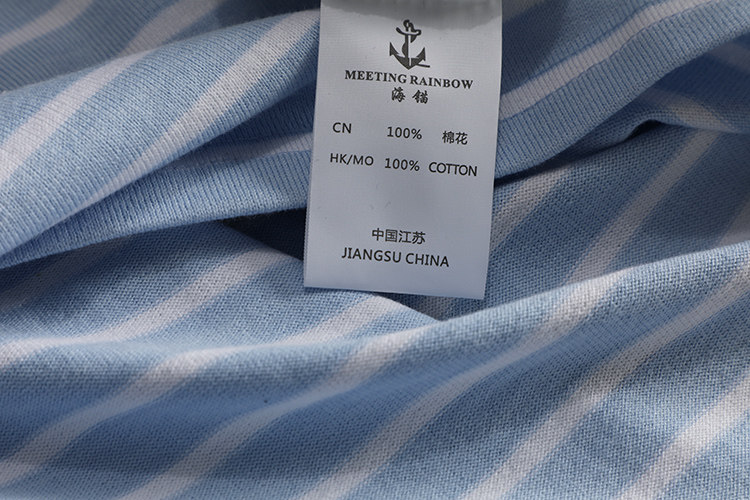 MEETING RAINBOW
海锚
CN 100% 棉花
HK/MO 100% COTTON
中国江苏
JIANGSU CHINA